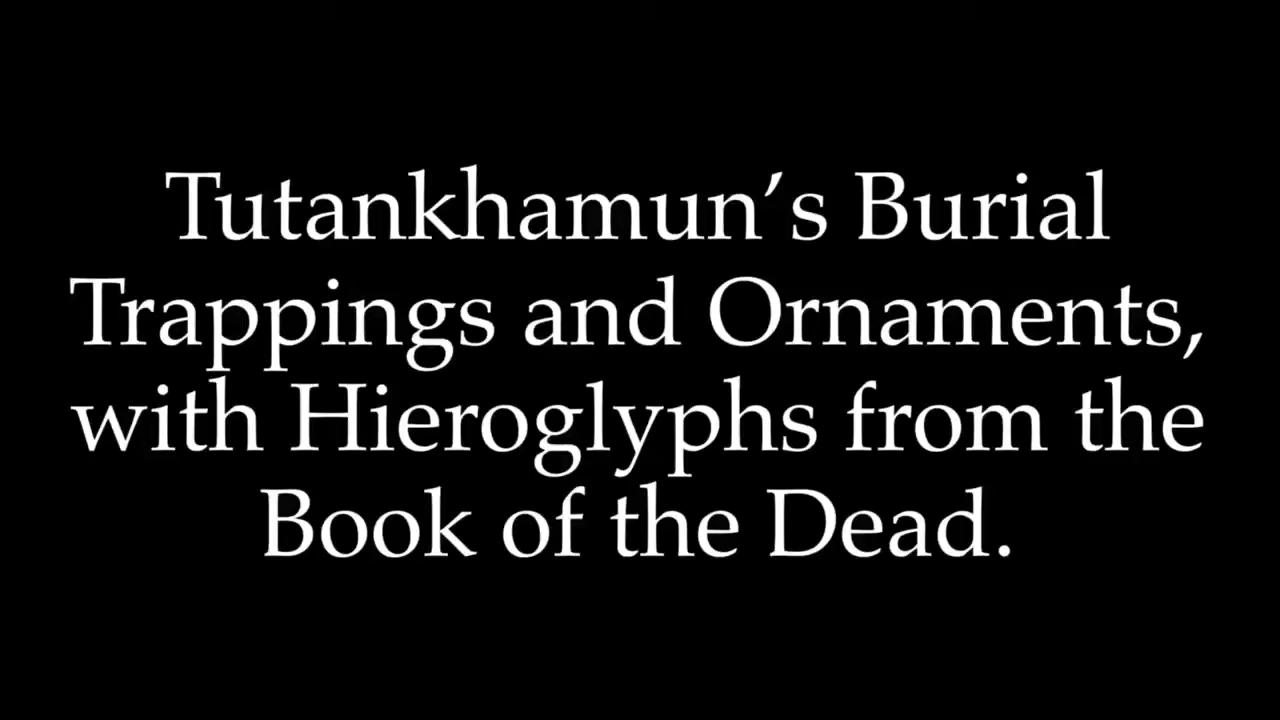 Tutankhamun’s Burial
Trappings and Ornaments,
with Hieroglyphs from the
Book of the Dead.